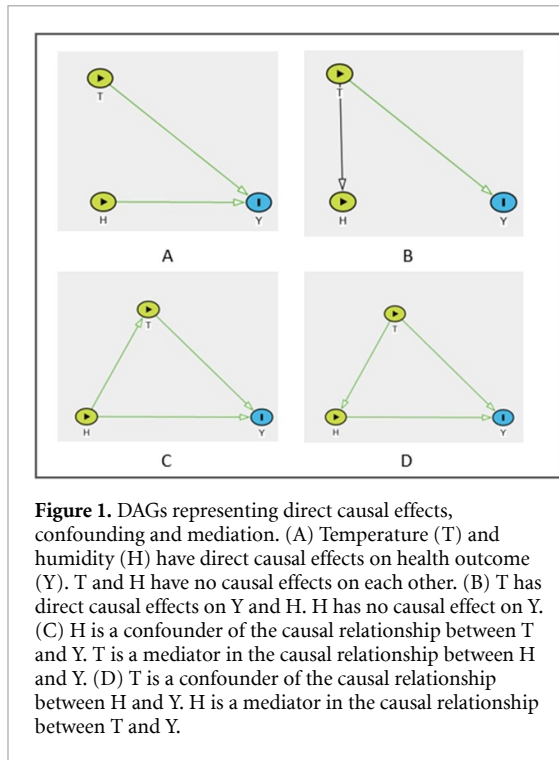 T
H
Y
A
T
H
Y
B
T
H
Y
C
T
H
Y
D
Figure 1. DAGs representing direct causal effects,
confounding and mediation. (A) Temperature (T) and
humidity (H) have direct causal effects on health outcome
(Y). T and H have no causal effects on each other. (B) T has
direct causal effects on Y and H. H has no causal effect on Y.
(C) H is a confounder of the causal relationship between T
and Y. T is a mediator in the causal relationship between H
and Y. (D) T is a confounder of the causal relationship
between H and Y. H is a mediator in the causal relationship
between T and Y.